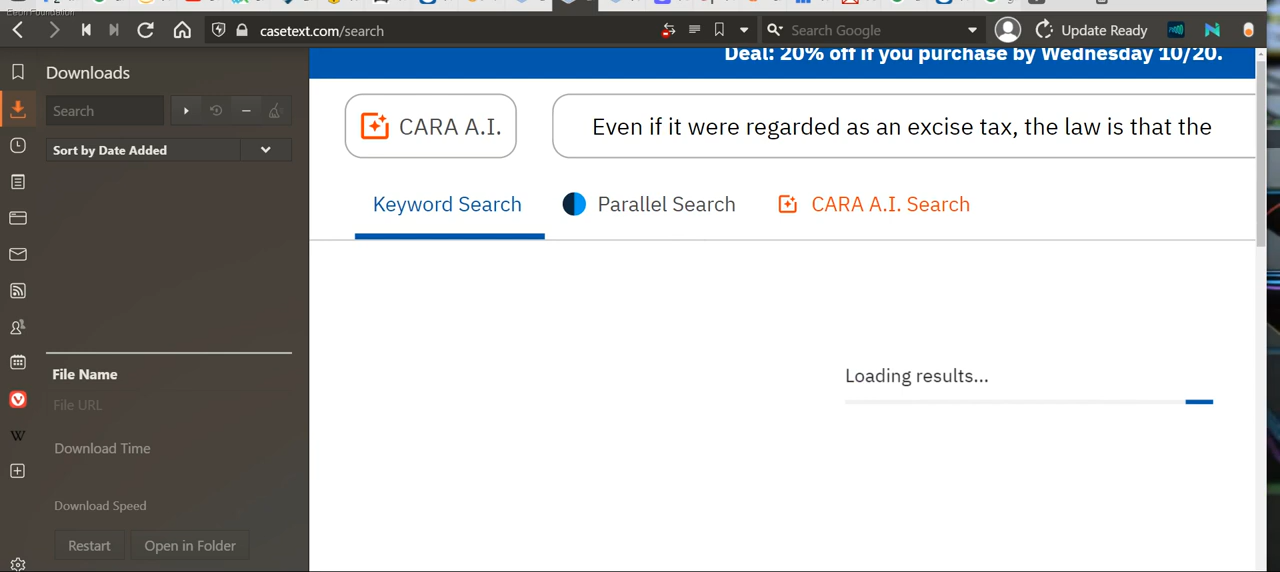 Eeon Foundation
casetext.com/search
Search Google
Update Ready
Downloads
Search
Sort by Date Added
File Name
File URL
Download Time
Download Speed
Restart
Open in Folder
Deal: 20% off if you purchase by Wednesday 10/20.
CARA A.I.
Even if it were regarded as an excise tax, the law is that the
Keyword Search
Parallel Search
CARA A.I. Search
Loading results...
W